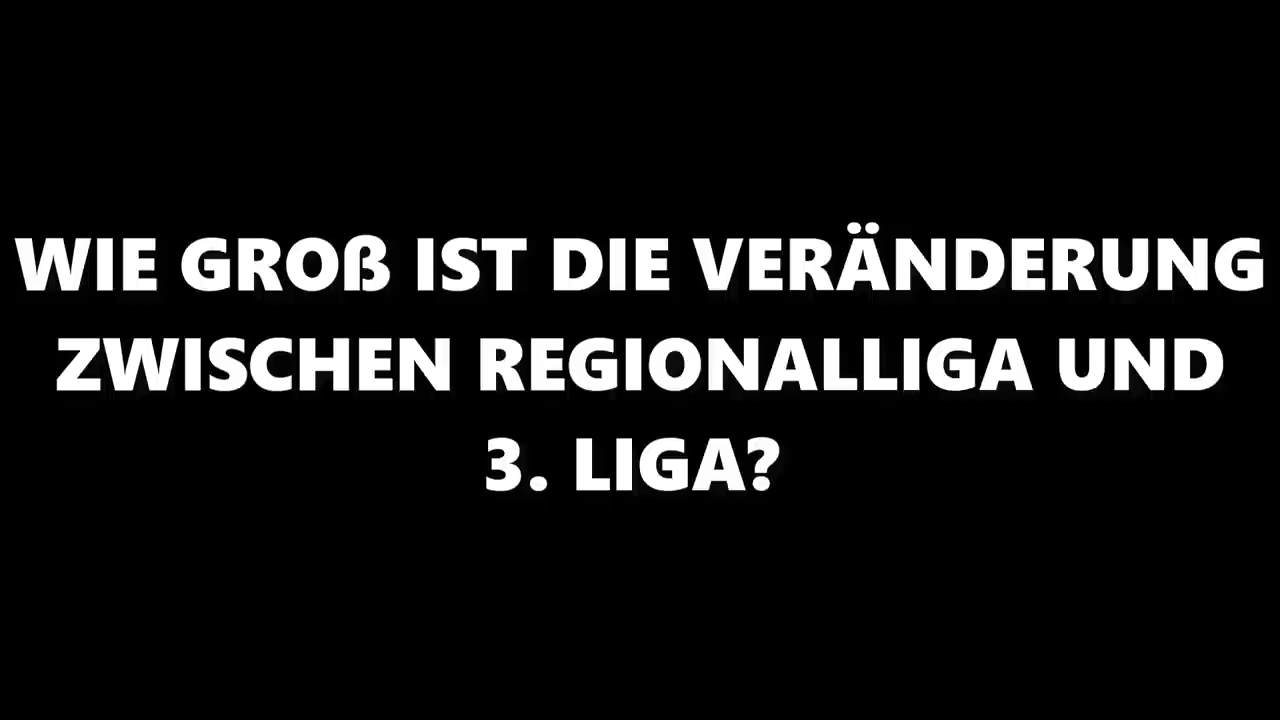 WIE GROß IST DIE VERÄNDERUNG
ZWISCHEN REGIONALLIGA UND
3. LIGA?